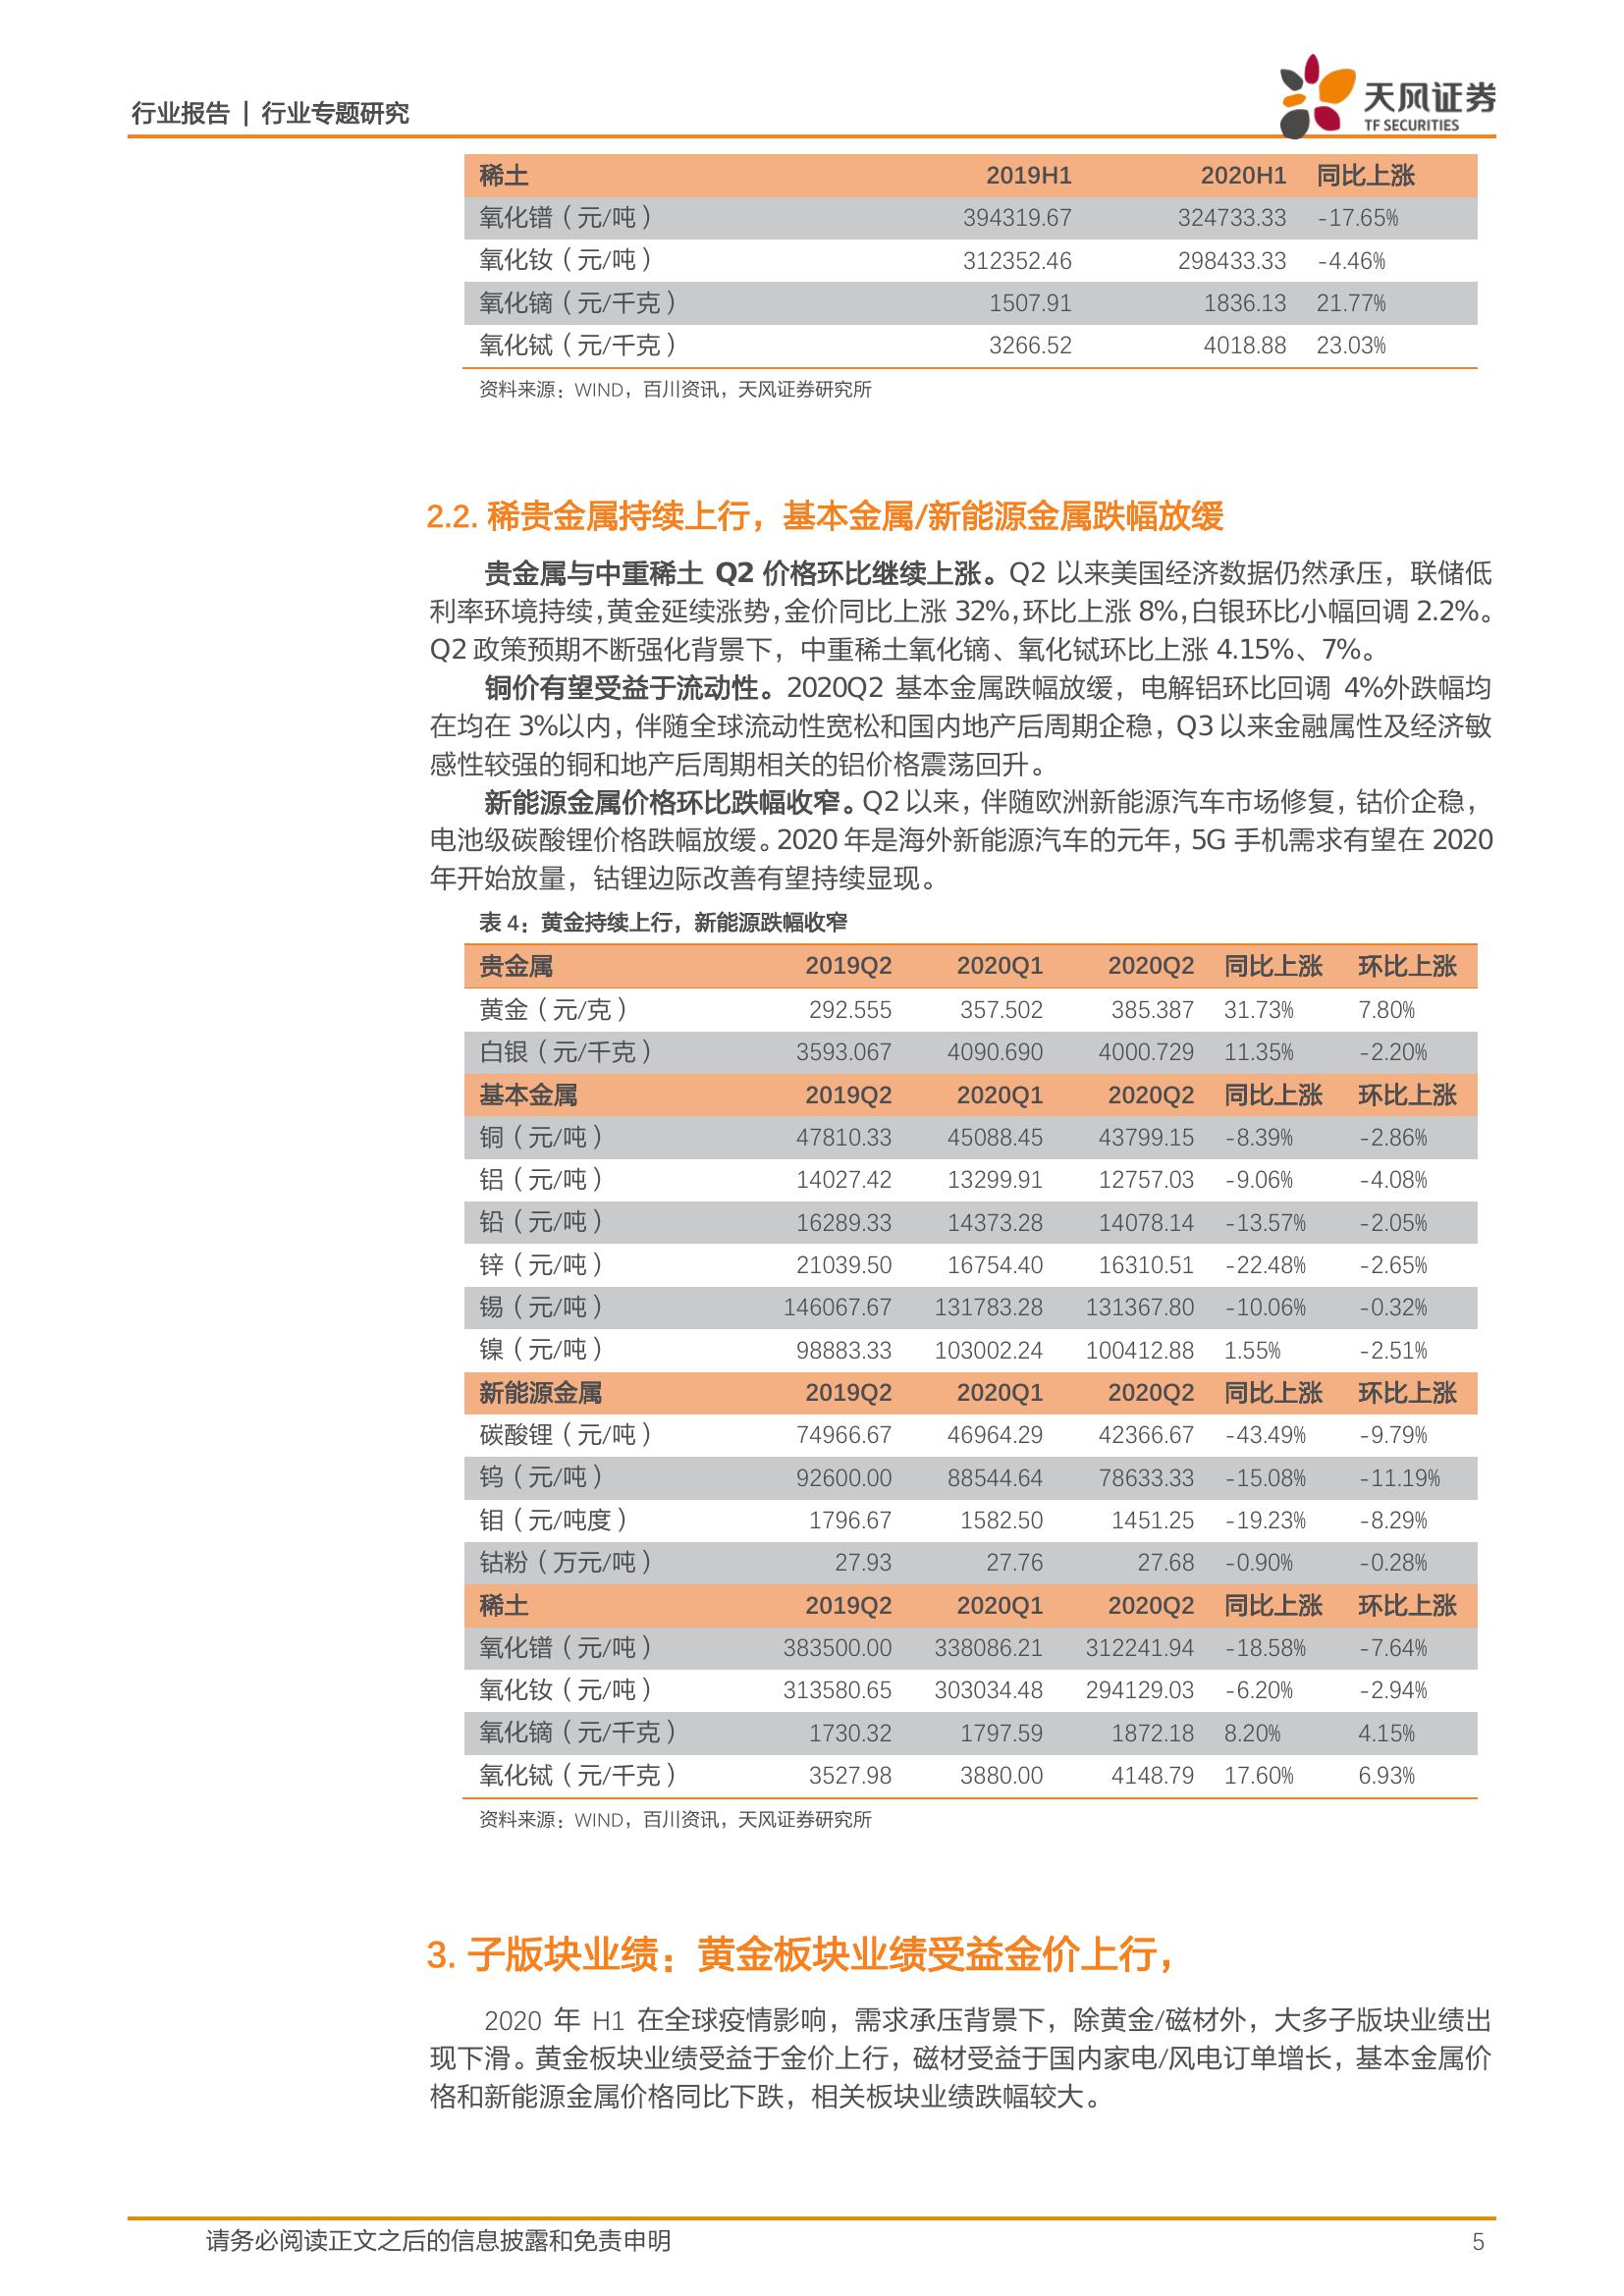 行业报告 | 行业专题研究
天风证券
TF SECURITIES
稀土 2019H1 2020H1 同比上涨
氧化镨（元/吨） 394319.67 324733.33 -17.65%
氧化钕（元/吨） 312352.46 298433.33 -4.46%
氧化镝（元/千克） 1507.91 1836.13 21.77%
氧化铽（元/千克） 3266.52 4018.88 23.03%
资料来源：WIND，百川资讯，天风证券研究所
2.2. 稀贵金属持续上行，基本金属/新能源金属跌幅放缓
贵金属与中重稀土 Q2 价格环比继续上涨。Q2 以来美国经济数据仍然承压，联储低
利率环境持续，黄金延续涨势，金价同比上涨 32%，环比上涨 8%，白银环比小幅回调 2.2%。
Q2 政策预期不断强化背景下，中重稀土氧化镝、氧化铽环比上涨 4.15%、7%。
铜价有望受益于流动性。2020Q2 基本金属跌幅放缓，电解铝环比回调 4%外跌幅均
在均在 3%以内，伴随全球流动性宽松和国内地产后周期企稳，Q3 以来金融属性及经济敏
感性较强的铜和地产后周期相关的铝价格震荡回升。
新能源金属价格环比跌幅收窄。Q2 以来，伴随欧洲新能源汽车市场修复，钴价企稳，
电池级碳酸锂价格跌幅放缓。2020 年是海外新能源汽车的元年，5G 手机需求有望在 2020
年开始放量，钴锂边际改善有望持续显现。
表 4：黄金持续上行，新能源跌幅收窄
贵金属 2019Q2 2020Q1 2020Q2 同比上涨 环比上涨
黄金（元/克） 292.555 357.502 385.387 31.73% 7.80%
白银（元/千克） 3593.067 4090.690 4000.729 11.35% -2.20%
基本金属 2019Q2 2020Q1 2020Q2 同比上涨 环比上涨
铜（元/吨） 47810.33 45088.45 43799.15 -8.39% -2.86%
铝（元/吨） 14027.42 13299.91 12757.03 -9.06% -4.08%
铅（元/吨） 16289.33 14373.28 14078.14 -13.57% -2.05%
锌（元/吨） 21039.50 16754.40 16310.51 -22.48% -2.65%
锡（元/吨） 146067.67 131783.28 131367.80 -10.06% -0.32%
镍（元/吨） 98883.33 103002.24 100412.88 1.55% -2.51%
新能源金属 2019Q2 2020Q1 2020Q2 同比上涨 环比上涨
碳酸锂（元/吨） 74966.67 46964.29 42366.67 -43.49% -9.79%
钨（元/吨） 92600.00 88544.64 78633.33 -15.08% -11.19%
钼（元/吨度） 1796.67 1582.50 1451.25 -19.23% -8.29%
钴粉（万元/吨） 27.93 27.76 27.68 -0.90% -0.28%
稀土 2019Q2 2020Q1 2020Q2 同比上涨 环比上涨
氧化镨（元/吨） 383500.00 338086.21 312241.94 -18.58% -7.64%
氧化钕（元/吨） 313580.65 303034.48 294129.03 -6.20% -2.94%
氧化镝（元/千克） 1730.32 1797.59 1872.18 8.20% 4.15%
氧化铽（元/千克） 3527.98 3880.00 4148.79 17.60% 6.93%
资料来源：WIND，百川资讯，天风证券研究所
3. 子版块业绩：黄金板块业绩受益金价上行，
2020 年 H1 在全球疫情影响，需求承压背景下，除黄金/磁材外，大多子版块业绩出
现下滑。黄金板块业绩受益于金价上行，磁材受益于国内家电/风电订单增长，基本金属价
格和新能源金属价格同比下跌，相关板块业绩跌幅较大。
请务必阅读正文之后的信息披露和免责申明 5